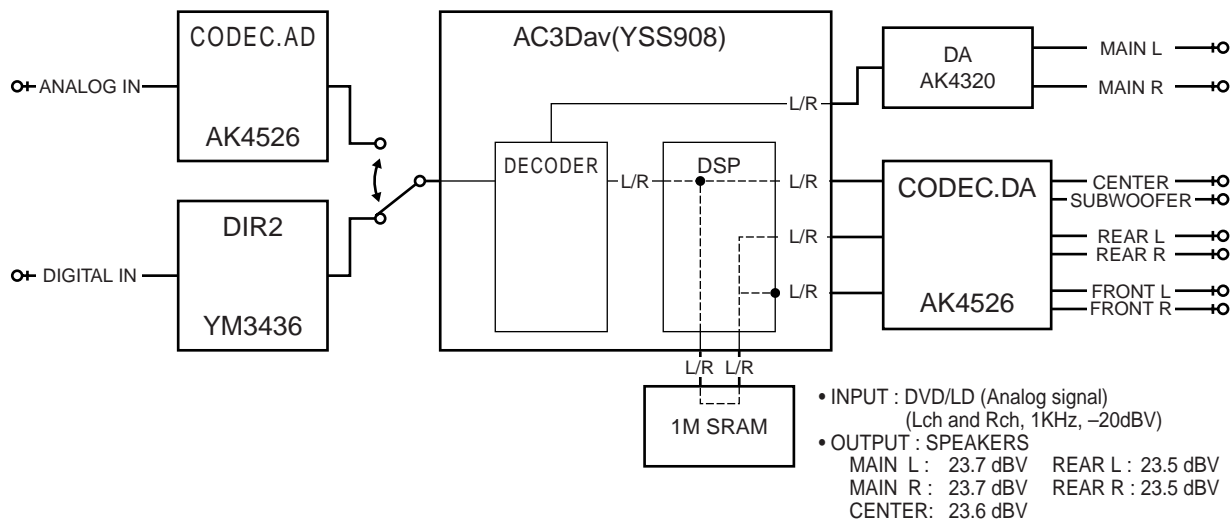 CODEC.AD
AK4526
ANALOG IN
DIR2
YM3436
DIGITAL IN
AC3Dav(YSS908)
DECODER
DSP
L/R
L/R
L/R
L/R
L/R
L/R L/R
1M SRAM
DA
AK4320
MAIN L
MAIN R
CODEC.DA
AK4526
CENTER
SUBWOOFER
REAR L
REAR R
FRONT L
FRONT R
• INPUT : DVD/LD (Analog signal)
(Lch and Rch, 1KHz, –20dBV)
• OUTPUT : SPEAKERS
MAIN L : 23.7 dBV REAR L : 23.5 dBV
MAIN R : 23.7 dBV REAR R : 23.5 dBV
CENTER: 23.6 dBV